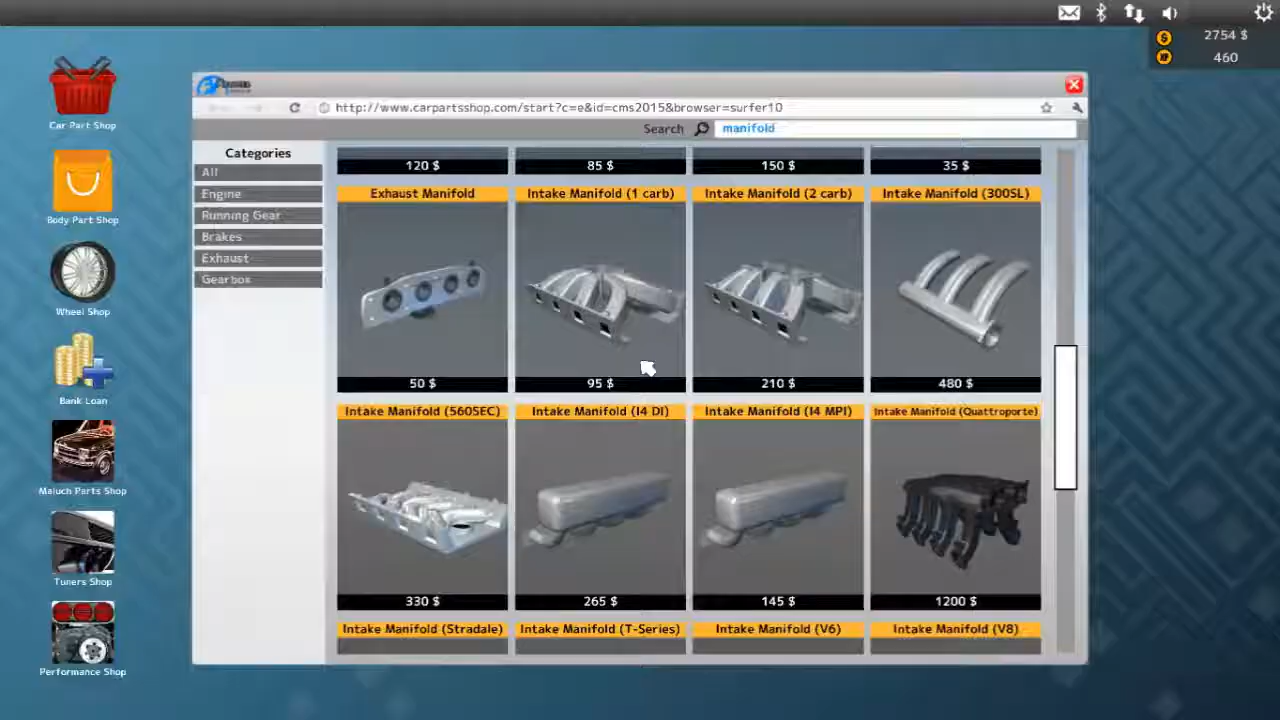 2754 $
460
http://www.carpartsshop.com/start?c=e&id=cms2015&browser=surfer10
Search
manifold
Car Part Shop
Body Part Shop
Wheel Shop
Bank Loan
Maluch Parts Shop
Tuners Shop
Performance Shop
Categories
All
Engine
Running Gear
Brakes
Exhaust
Gearbox
120 $ 85 $ 150 $ 35 $
Exhaust Manifold Intake Manifold (1 carb) Intake Manifold (2 carb) Intake Manifold (300SL)
50 $ 95 $ 210 $ 480 $
Intake Manifold (560SEC) Intake Manifold (I4 DI) Intake Manifold (I4 MPI) Intake Manifold (Quattroporte)
330 $ 265 $ 145 $ 1200 $
Intake Manifold (Stradale) Intake Manifold (T-Series) Intake Manifold (V6) Intake Manifold (V8)